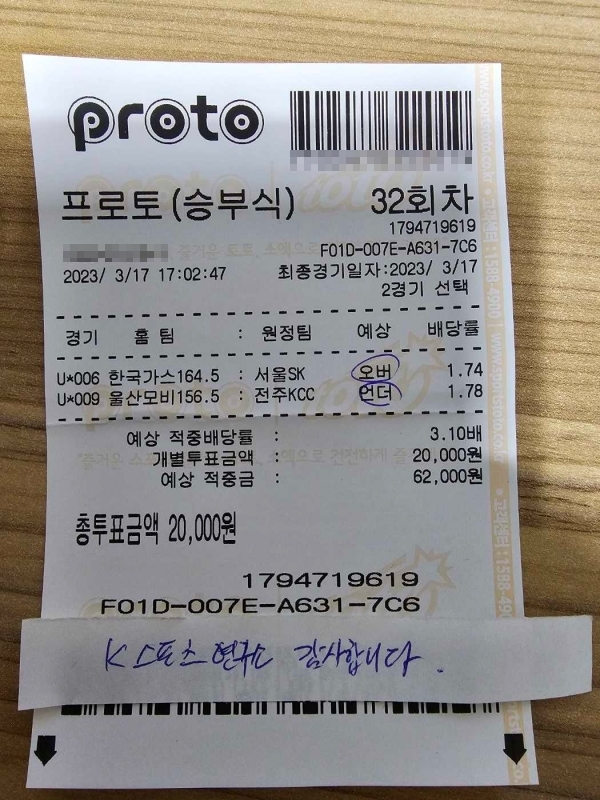 proto
프로토(승부식) 32회차
1794719619
F01D-007E-A631-7C6
2023/ 3/17 17:02:47 최종경기일자:2023/ 3/17
2경기 선택
경기 홈 팀 : 원정팀 예상 배당률
U*006 한국가스164.5 : 서울SK 오버 1.74
U*009 울산모비156.5 : 전주KCC 언더 1.78
예상 적중배당률 : 3.10배
개별투표금액 : 20,000원
예상 적중금 : 62,000원
총투표금액 20,000원
1794719619
F01D-007E-A631-7C6
K 스포츠 연구소 감사합니다.